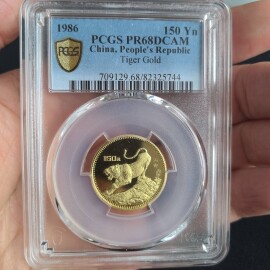 1986 150 Yn
PCGS PR68DCAM
China, People's Republic
Tiger Gold
709129.68/82325744
PCGS
150元